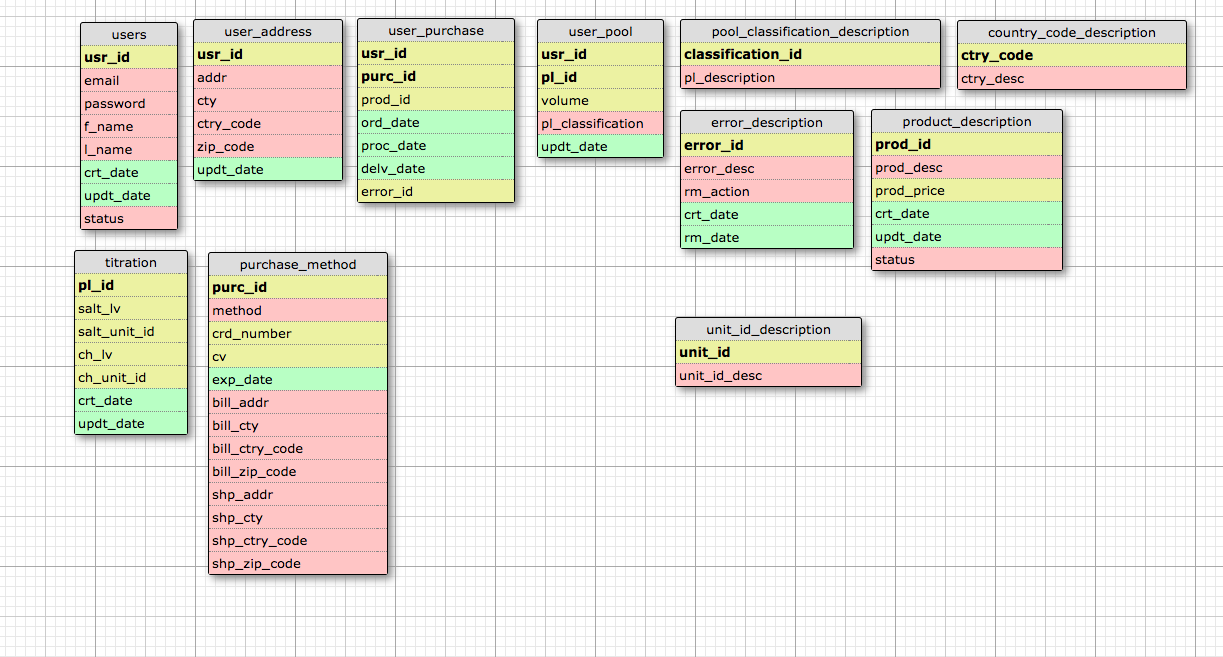 users
usr_id
email
password
f_name
l_name
crt_date
updt_date
status
user_address
usr_id
addr
cty
ctry_code
zip_code
updt_date
user_purchase
usr_id
purc_id
prod_id
ord_date
proc_date
delv_date
error_id
user_pool
usr_id
pl_id
volume
pl_classification
updt_date
pool_classification_description
classification_id
pl_description
country_code_description
ctry_code
ctry_desc
error_description
error_id
error_desc
rm_action
crt_date
rm_date
product_description
prod_id
prod_desc
prod_price
crt_date
updt_date
status
titration
pl_id
salt_lv
salt_unit_id
ch_lv
ch_unit_id
crt_date
updt_date
purchase_method
purc_id
method
crd_number
cv
exp_date
bill_addr
bill_cty
bill_ctry_code
bill_zip_code
shp_addr
shp_cty
shp_ctry_code
shp_zip_code
unit_id_description
unit_id
unit_id_desc